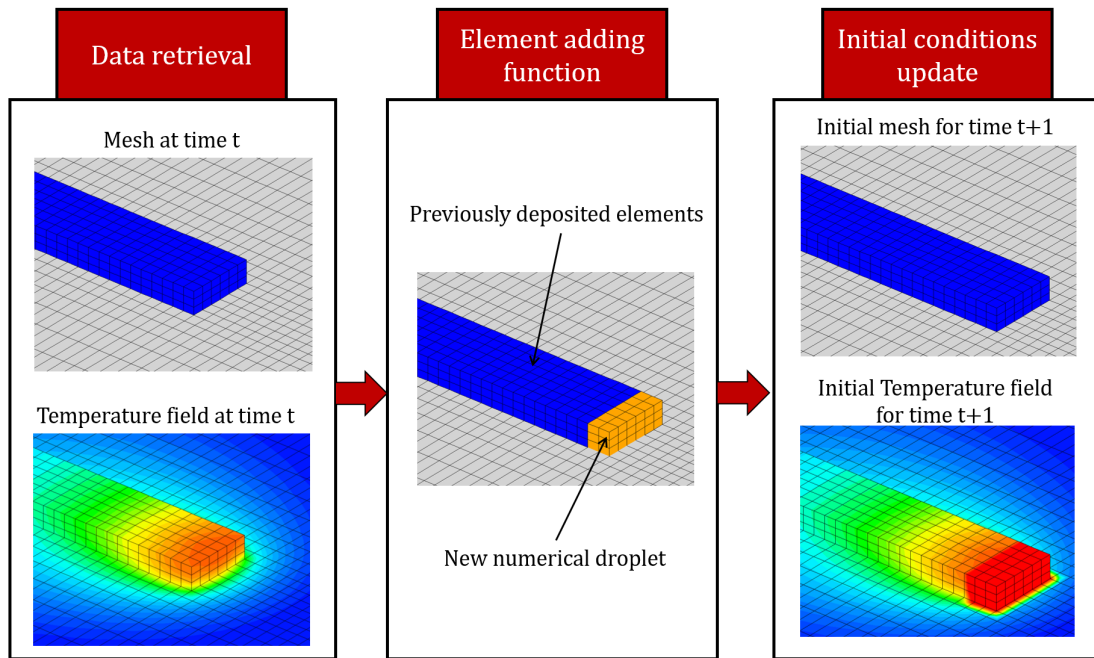 Data retrieval
Mesh at time t
Temperature field at time t
Element adding
function
Previously deposited elements
New numerical droplet
Initial conditions
update
Initial mesh for time t+1
Initial Temperature field
for time t+1